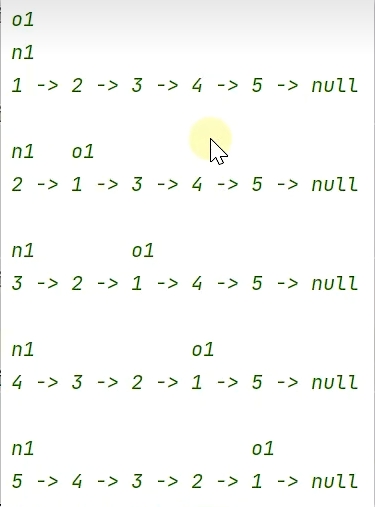 o1
n1
1 -> 2 -> 3 -> 4 -> 5 -> null
n1   o1
2 -> 1 -> 3 -> 4 -> 5 -> null
n1        o1
3 -> 2 -> 1 -> 4 -> 5 -> null
n1             o1
4 -> 3 -> 2 -> 1 -> 5 -> null
n1                  o1
5 -> 4 -> 3 -> 2 -> 1 -> null